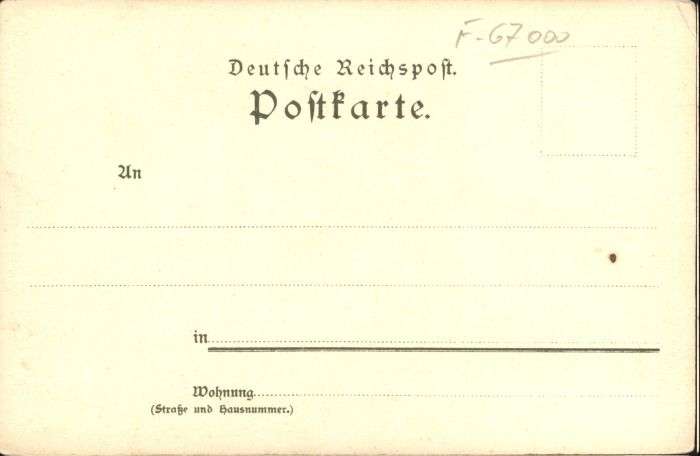 F-67000
Deutsche Reichspost.
Postkarte.
An
in
Wohnung
(Straße und Hausnummer.)